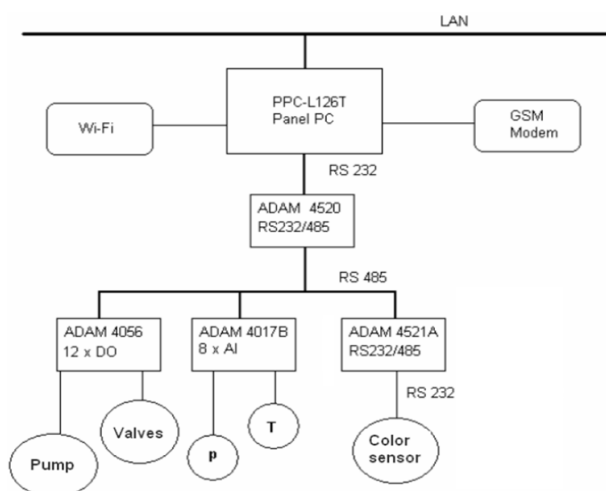 LAN
PPC-L126T
Panel PC
Wi-Fi
GSM
Modem
RS 232
ADAM 4520
RS232/485
RS 485
ADAM 4056
12 x DO
ADAM 4017B
8 x AI
ADAM 4521A
RS232/485
RS 232
Valves
T
Pump
p
Color
sensor